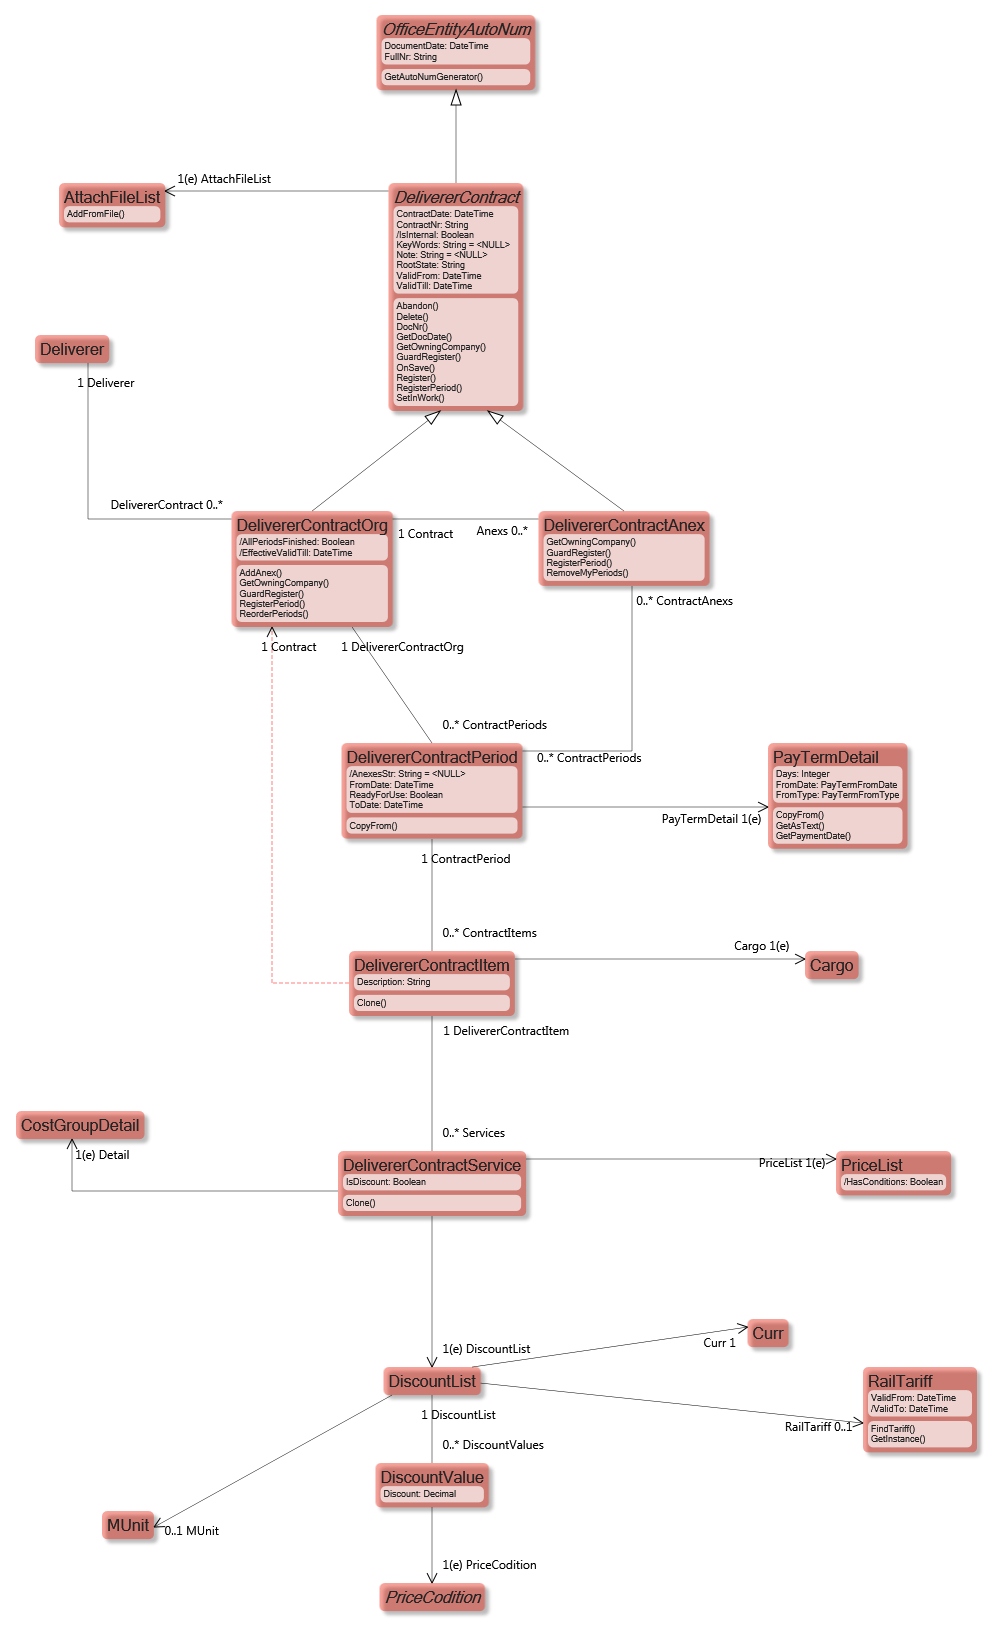 OfficeEntityAutoNum
DocumentDate: DateTime
FullNr: String
GetAutoNumGenerator()
1(e) AttachFileList
AttachFileList
AddFromFile()
DelivererContract
ContractDate: DateTime
ContractNr: String
/IsInternal: Boolean
KeyWords: String = <NULL>
Note: String = <NULL>
RootState: String
ValidFrom: DateTime
ValidTill: DateTime
Abandon()
Delete()
DocNr()
GetDocDate()
GetOwningCompany()
GuardRegister()
OnSave()
Register()
RegisterPeriod()
SetInWork()
Deliverer
1 Deliverer
DelivererContract 0..*
DelivererContractOrg
/AllPeriodsFinished: Boolean
/EffectiveValidTill: DateTime
AddAnex()
GetOwningCompany()
GuardRegister()
RegisterPeriod()
ReorderPeriods()
1 Contract
Anexs 0..*
DelivererContractAnex
GetOwningCompany()
GuardRegister()
RegisterPeriod()
RemoveMyPeriods()
0..* ContractAnexs
1 Contract
1 DelivererContractOrg
0..* ContractPeriods
0..* ContractPeriods
DelivererContractPeriod
/AnexesStr: String = <NULL>
FromDate: DateTime
ReadyForUse: Boolean
ToDate: DateTime
CopyFrom()
PayTermDetail 1(e)
PayTermDetail
Days: Integer
FromDate: PayTermFromDate
FromType: PayTermFromType
CopyFrom()
GetAsText()
GetPaymentDate()
1 ContractPeriod
0..* ContractItems
DelivererContractItem
Description: String
Clone()
Cargo 1(e)
Cargo
1 DelivererContractItem
0..* Services
CostGroupDetail
1(e) Detail
DelivererContractService
IsDiscount: Boolean
Clone()
PriceList 1(e)
PriceList
/HasConditions: Boolean
1(e) DiscountList
Curr 1
Curr
DiscountList
RailTariff 0..1
RailTariff
ValidFrom: DateTime
/ValidTo: DateTime
FindTariff()
GetInstance()
1 DiscountList
0..* DiscountValues
DiscountValue
Discount: Decimal
MUnit
0..1 MUnit
1(e) PriceCodition
PriceCodition